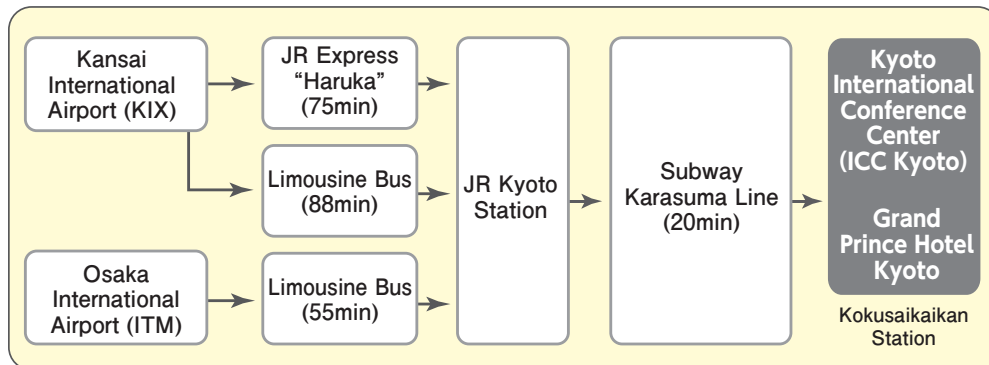 Kansai
International
Airport (KIX)
JR Express
“Haruka”
(75min)
Limousine Bus
(88min)
Osaka
International
Airport (ITM)
Limousine Bus
(55min)
JR Kyoto
Station
Subway
Karasuma Line
(20min)
Kyoto
International
Conference
Center
(ICC Kyoto)
Grand
Prince Hotel
Kyoto
Kokusaikaikan
Station